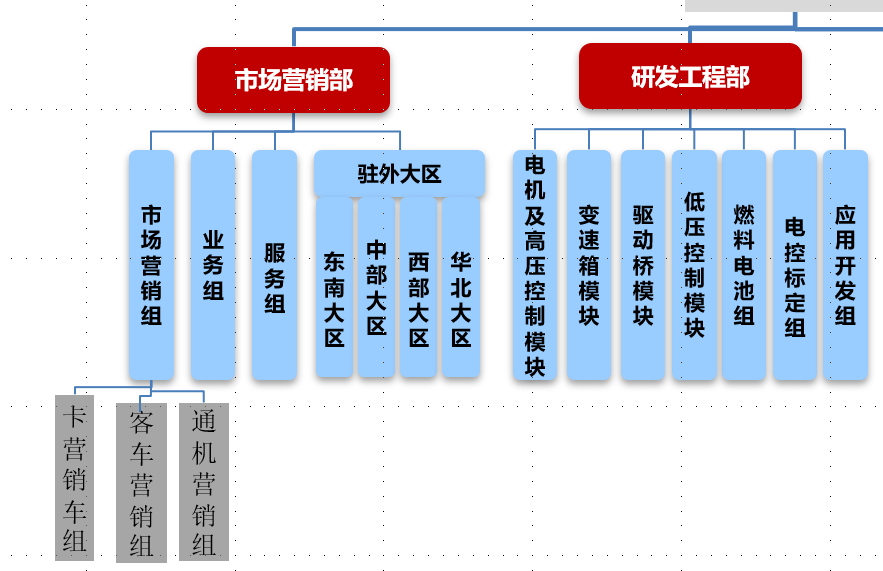 市场营销部
研发工程部
市场营销组
业务组
服务组
驻外大区
东南大区
中部大区
西部大区
华北大区
电机及高压控制模块
变速箱模块
驱动桥模块
低压控制模块
燃料电池组
电控标定组
应用开发组
卡营销车组
客车营销组
通机营销组